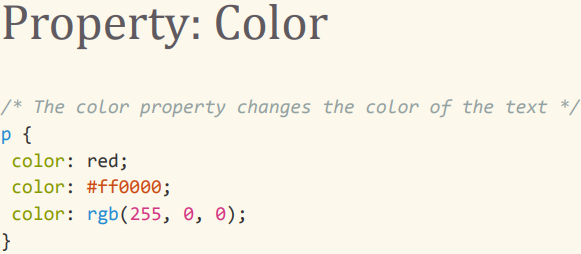 Property: Color
/* The color property changes the color of the text */
p {
color: red;
color: #ff0000;
color: rgb(255, 0, 0);
}